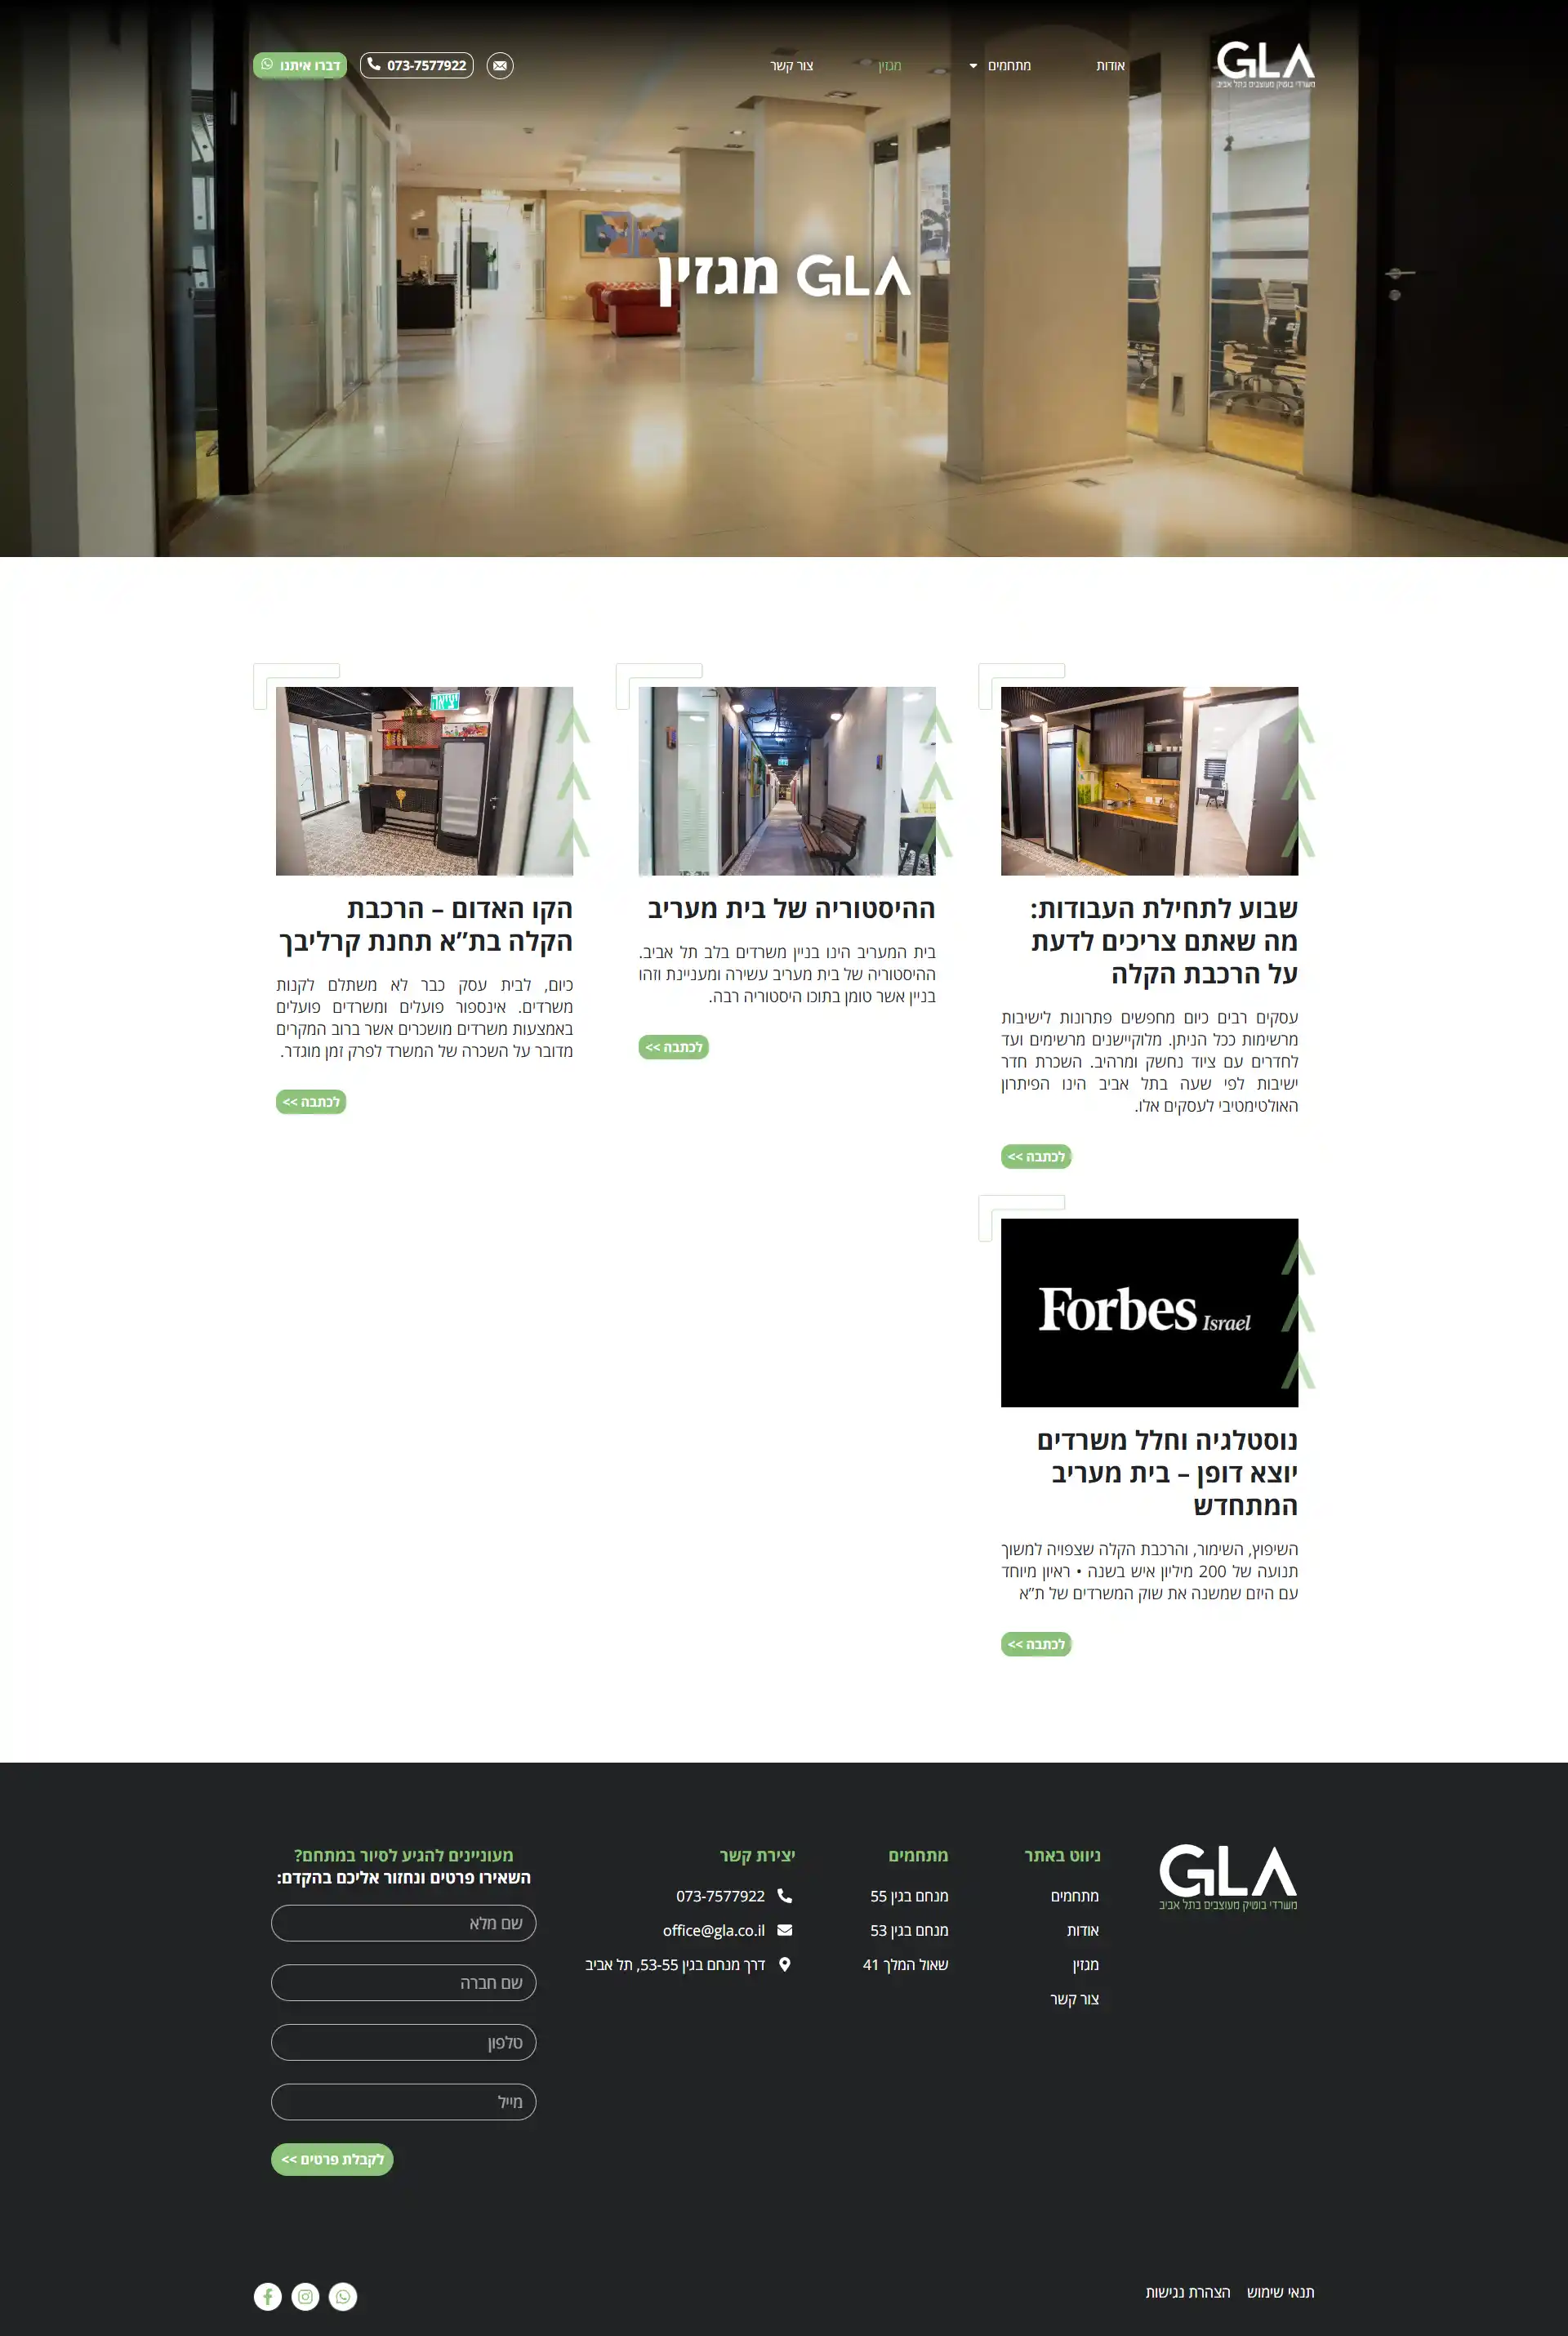 GLA
משרדי בוטיק מעוצבים בתל אביב
אודות
מתחמים
מגזין
צור קשר
073-7577922
דברו איתנו
GLA מגזין
שבוע לתחילת העבודות:
מה שאתם צריכים לדעת
על הרכבת הקלה
עסקים רבים כיום מחפשים פתרונות לישיבות
מרשימות ככל הניתן. מלוקיישנים מרשימים ועד
לחדרים עם ציוד נחשק ומרהיב. השכרת חדר
ישיבות לפי שעה בתל אביב הינו הפיתרון
האולטימטיבי לעסקים אלו.
לכתבה >>
ההיסטוריה של בית מעריב
בית המעריב הינו בניין משרדים בלב תל אביב.
ההיסטוריה של בית מעריב עשירה ומעניינת וזהו
בניין אשר טומן בתוכו היסטוריה רבה.
לכתבה >>
הקו האדום – הרכבת
הקלה בת״א תחנת קרליבך
כיום, לבית עסק כבר לא משתלם לקנות
משרדים. אינספור פועלים ומשרדים פועלים
באמצעות משרדים מושכרים אשר ברוב המקרים
מדובר על השכרה של המשרד לפרק זמן מוגדר.
לכתבה >>
Forbes Israel
נוסטלגיה וחלל משרדים
יוצא דופן – בית מעריב
המתחדש
השיפוץ, השימור, והרכבת הקלה שצפויה למשוך
תנועה של 200 מיליון איש בשנה • ראיון מיוחד
עם היזם שמשנה את שוק המשרדים של ת״א
לכתבה >>
GLA
משרדי בוטיק מעוצבים בתל אביב
ניווט באתר
מתחמים
אודות
מגזין
צור קשר
מתחמים
מנחם בגין 55
מנחם בגין 53
שאול המלך 41
יצירת קשר
073-7577922
office@gla.co.il
דרך מנחם בגין 53-55, תל אביב
מעוניינים להגיע לסיור במתחם?
השאירו פרטים ונחזור אליכם בהקדם:
שם מלא
שם חברה
טלפון
מייל
לקבלת פרטים >>
תנאי שימוש
הצהרת נגישות